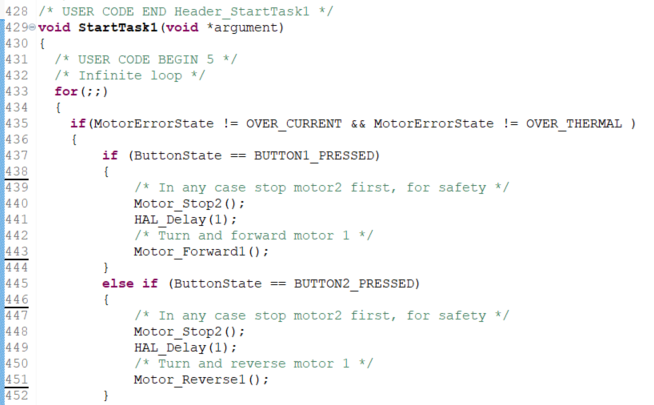 428 /* USER CODE END Header_StartTask1 */
429 void StartTask1(void *argument)
430 {
431   /* USER CODE BEGIN 5 */
432   /* Infinite loop */
433   for(;;)
434   {
435     if(MotorErrorState != OVER_CURRENT && MotorErrorState != OVER_THERMAL )
436     {
437         if (ButtonState == BUTTON1_PRESSED)
438         {
439             /* In any case stop motor2 first, for safety */
440             Motor_Stop2();
441             HAL_Delay(1);
442             /* Turn and forward motor 1 */
443             Motor_Forward1();
444         }
445         else if (ButtonState == BUTTON2_PRESSED)
446         {
447             /* In any case stop motor2 first, for safety */
448             Motor_Stop2();
449             HAL_Delay(1);
450             /* Turn and reverse motor 1 */
451             Motor_Reverse1();
452         }